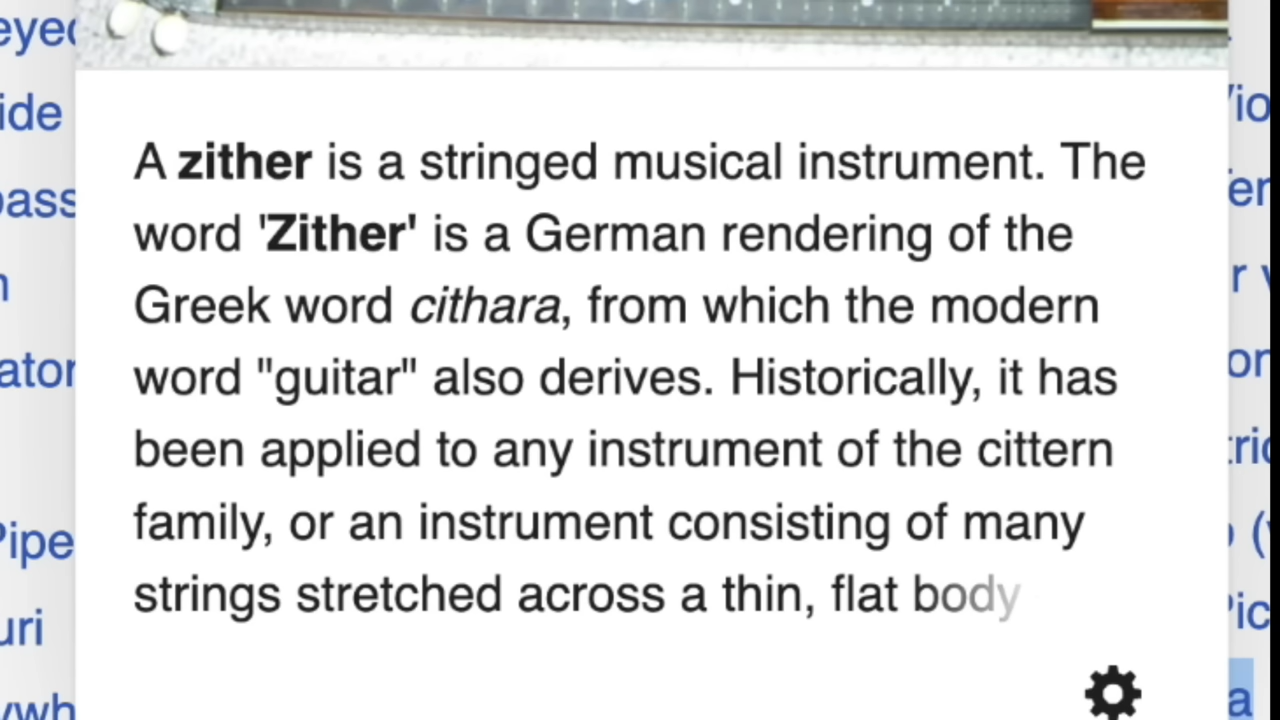 A zither is a stringed musical instrument. The
word 'Zither' is a German rendering of the
Greek word cithara, from which the modern
word "guitar" also derives. Historically, it has
been applied to any instrument of the cittern
family, or an instrument consisting of many
strings stretched across a thin, flat body